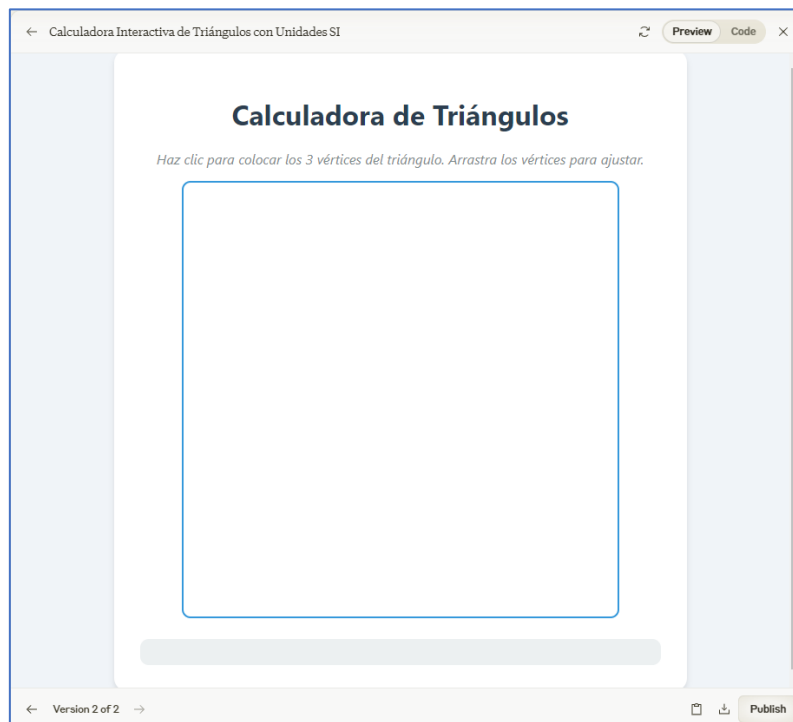 Calculadora Interactiva de Triángulos con Unidades SI
Preview Code
Calculadora de Triángulos
Haz clic para colocar los 3 vértices del triángulo. Arrastra los vértices para ajustar.
Version 2 of 2
Publish